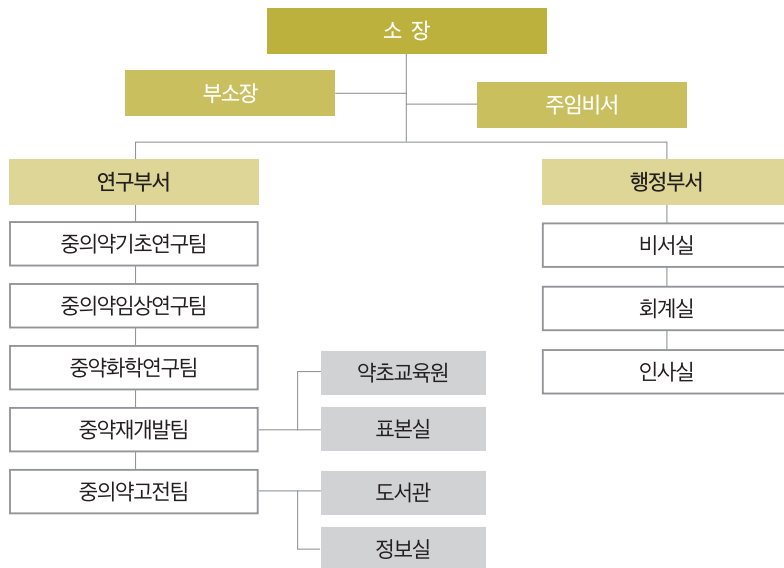 소 장
부소장
주임비서
연구부서
행정부서
중의약기초연구팀
비서실
중의약임상연구팀
회계실
중약화학연구팀
약초교육원
인사실
중약재개발팀
표본실
중의약고전팀
도서관
정보실